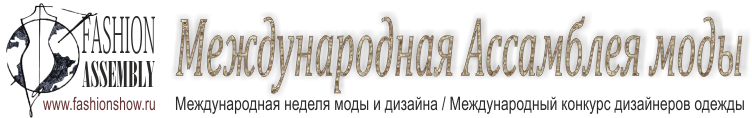 FASHION
ASSEMBLY
www.fashionshow.ru
Международная Ассамблея моды
Международная неделя моды и дизайна / Международный конкурс дизайнеров одежды